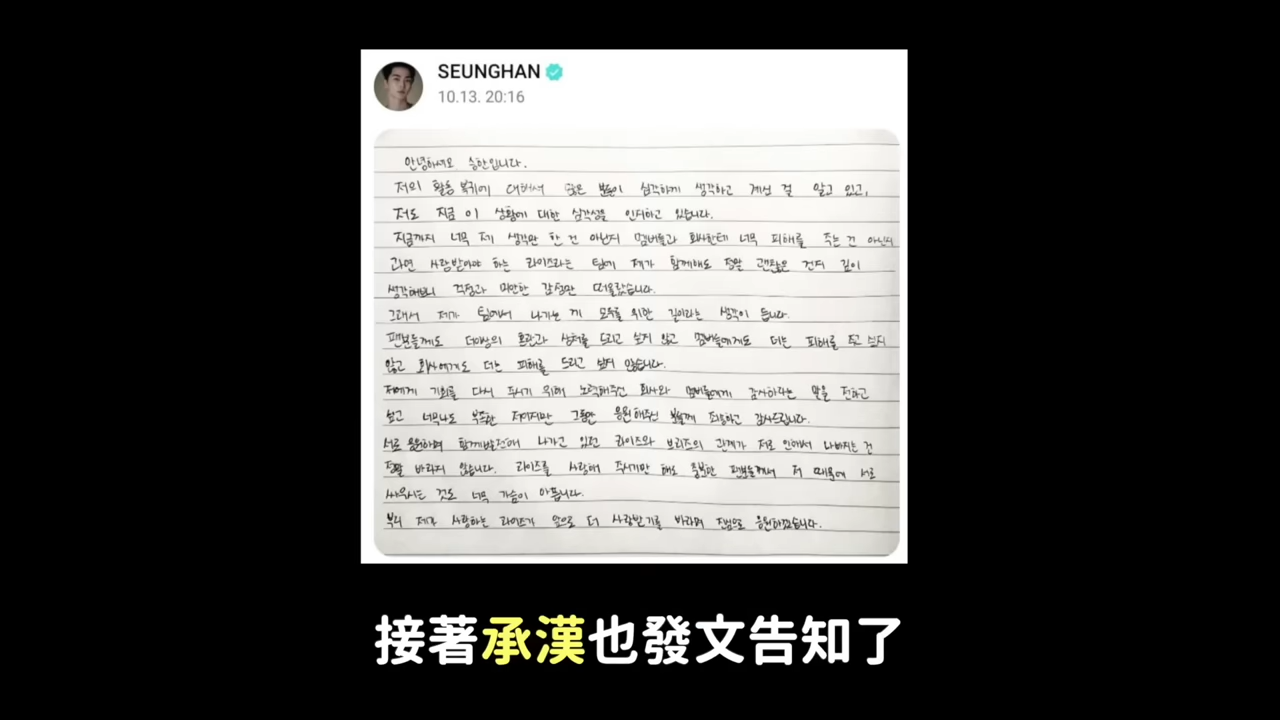 SEUNGHAN
10.13. 20:16
안녕하세요 승한입니다.
저의 활동 복귀에 대해서 많은 분들이 심각하게 생각하고 계신 걸 알고 있고,
저도 지금 이 상황에 대한 심각성을 인지하고 있습니다.
지금까지 너무 제 생각만 한 건 아닌지 멤버들과 회사한테 너무 피해를 주는 건 아닌지
과연 사랑받아야 하는 라이즈라는 팀에 제가 함께해도 정말 괜찮은 건지 깊이
생각해보니 걱정과 미안한 감정만 떠올랐습니다.
그래서 제가 팀에서 나가는 게 모두를 위한 길이라는 생각이 듭니다.
팬분들께도 더이상의 혼란과 상처를 드리고 싶지 않고 멤버들에게도 더는 피해를 주고 싶지
않고 회사에게도 더는 피해를 드리고 싶지 않습니다.
저에게 기회를 다시 주시기 위해 노력해주신 회사와 멤버들에게 감사하다는 말을 전하고
싶고 너무나도 부족한 저이지만 그동안 응원해주신 분들께 죄송하고 감사드립니다.
서로 응원하며 함께 발전해 나가고 있던 라이즈와 브리즈의 관계가 저로 인해서 나빠지는 건
정말 바라지 않습니다. 라이즈를 사랑해 주시기만 해도 충분한 팬분들께서 저 때문에 서로
싸우시는 것도 너무 가슴이 아픕니다.
부디 제가 사랑하는 라이즈가 앞으로 더 사랑받기를 바라며 진심으로 응원하겠습니다.
接著承漢也發文告知了